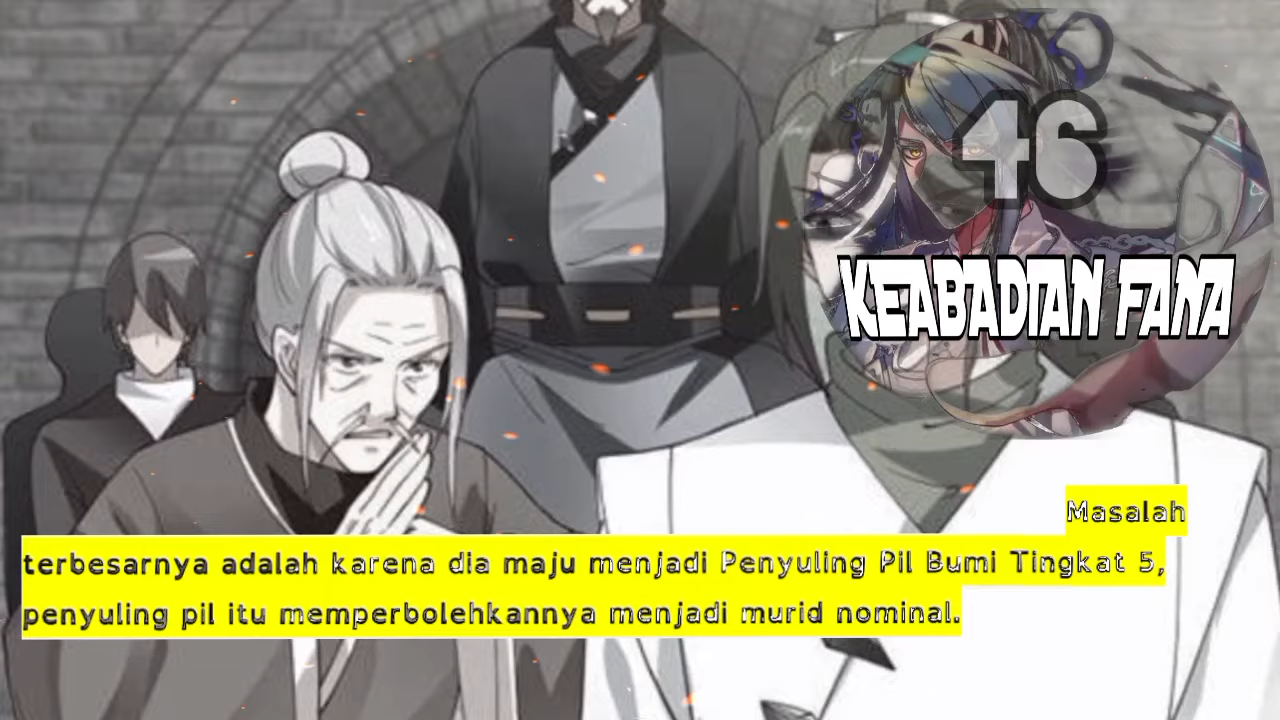 46
KEABADIAN FANA
Masalah
terbesarnya adalah karena dia maju menjadi Penyuling Pil Bumi Tingkat 5,
penyuling pil itu memperbolehkannya menjadi murid nominal.